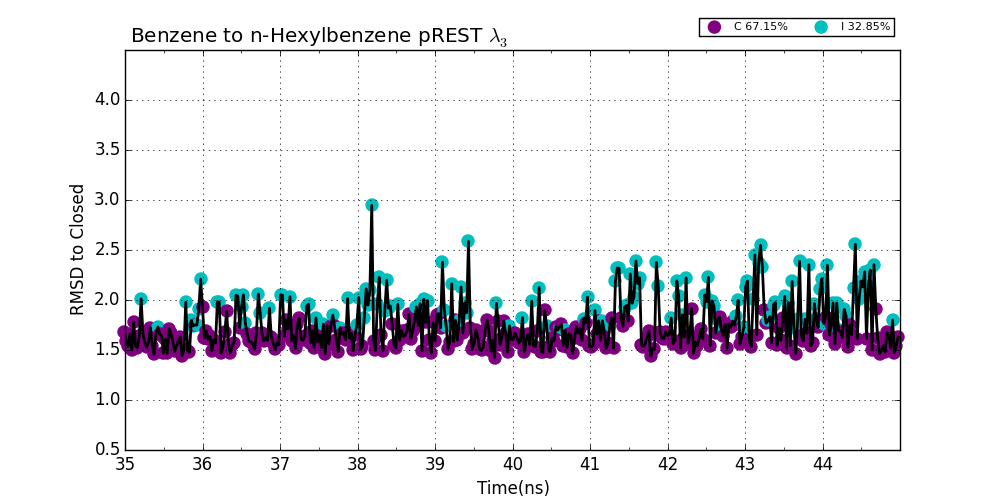 Benzene to n-Hexylbenzene pREST λ₃
C 67.15%
I 32.85%
RMSD to Closed
4.0
3.5
3.0
2.5
2.0
1.5
1.0
0.5
35 36 37 38 39 40 41 42 43 44
Time(ns)